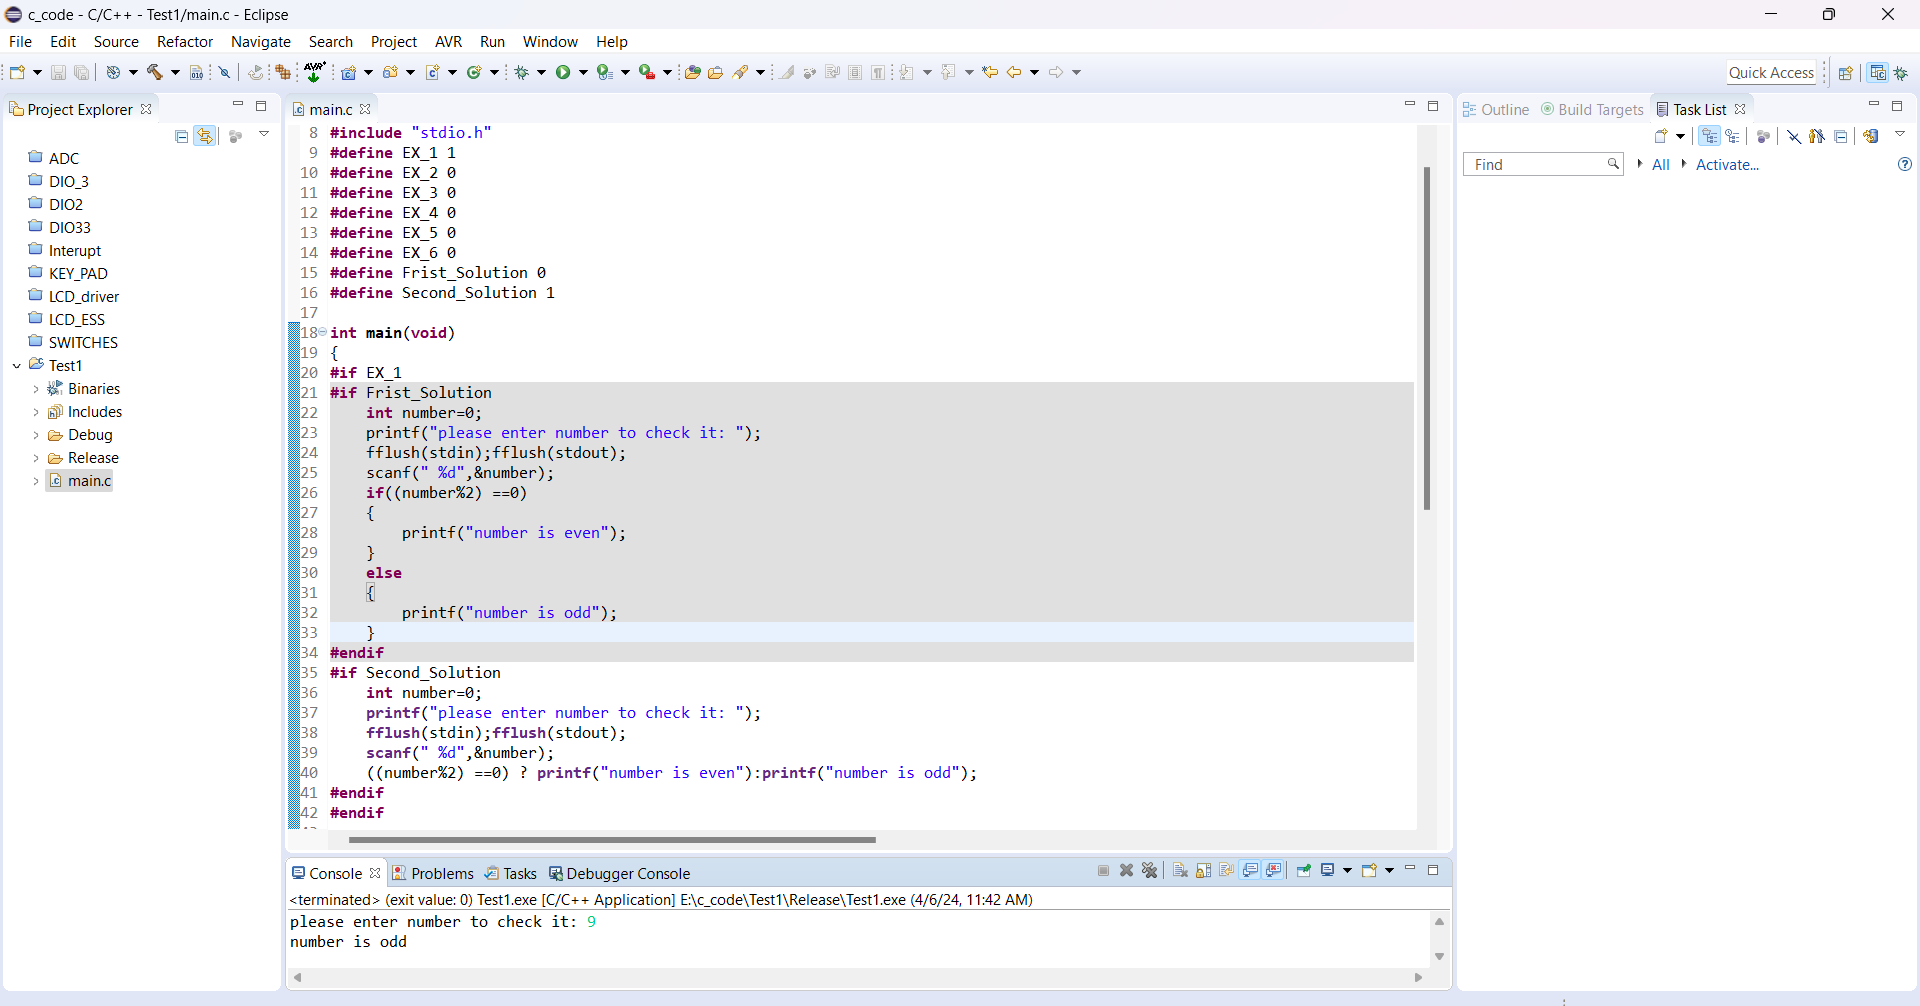 c_code - C/C++ - Test1/main.c - Eclipse
File Edit Source Refactor Navigate Search Project AVR Run Window Help
010 AVR Quick Access
Project Explorer
ADC
DIO_3
DIO2
DIO33
Interupt
KEY_PAD
LCD_driver
LCD_ESS
SWITCHES
Test1
Binaries
Includes
Debug
Release
main.c
main.c
8 #include "stdio.h"
9 #define EX_1 1
10 #define EX_2 0
11 #define EX_3 0
12 #define EX_4 0
13 #define EX_5 0
14 #define EX_6 0
15 #define Frist_Solution 0
16 #define Second_Solution 1
17
18 int main(void)
19 {
20 #if EX_1
21 #if Frist_Solution
22     int number=0;
23     printf("please enter number to check it: ");
24     fflush(stdin);fflush(stdout);
25     scanf(" %d",&number);
26     if((number%2) ==0)
27     {
28         printf("number is even");
29     }
30     else
31     {
32         printf("number is odd");
33     }
34 #endif
35 #if Second_Solution
36     int number=0;
37     printf("please enter number to check it: ");
38     fflush(stdin);fflush(stdout);
39     scanf(" %d",&number);
40     ((number%2) ==0) ? printf("number is even"):printf("number is odd");
41 #endif
42 #endif
Outline Build Targets Task List
Find All Activate...
Console Problems Tasks Debugger Console
<terminated> (exit value: 0) Test1.exe [C/C++ Application] E:\c_code\Test1\Release\Test1.exe (4/6/24, 11:42 AM)
please enter number to check it: 9
number is odd